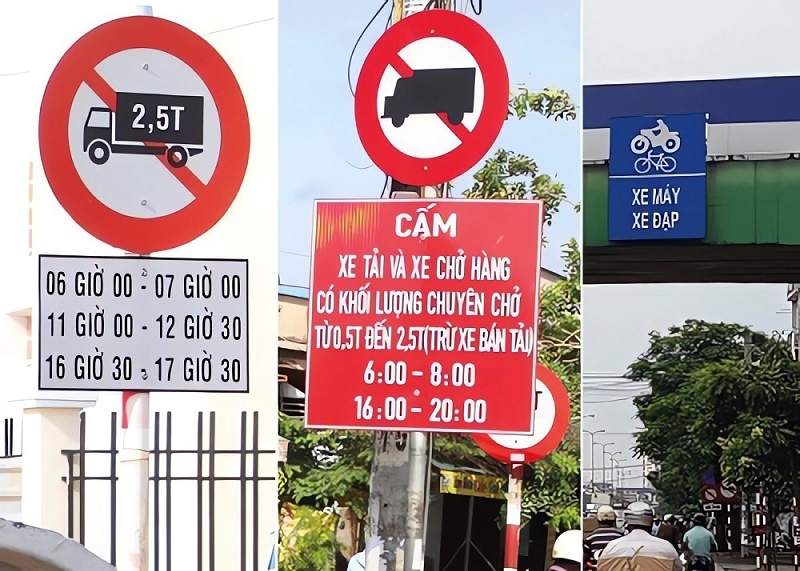 2,5T
06 GIỜ 00 - 07 GIỜ 00
11 GIỜ 00 - 12 GIỜ 30
16 GIỜ 30 - 17 GIỜ 30
CẤM
XE TẢI VÀ XE CHỞ HÀNG
CÓ KHỐI LƯỢNG CHUYÊN CHỞ
TỪ 0,5T ĐẾN 2,5T(TRỪ XE BÁN TẢI)
6:00 - 8:00
16:00 - 20:00
XE MÁY
XE ĐẠP